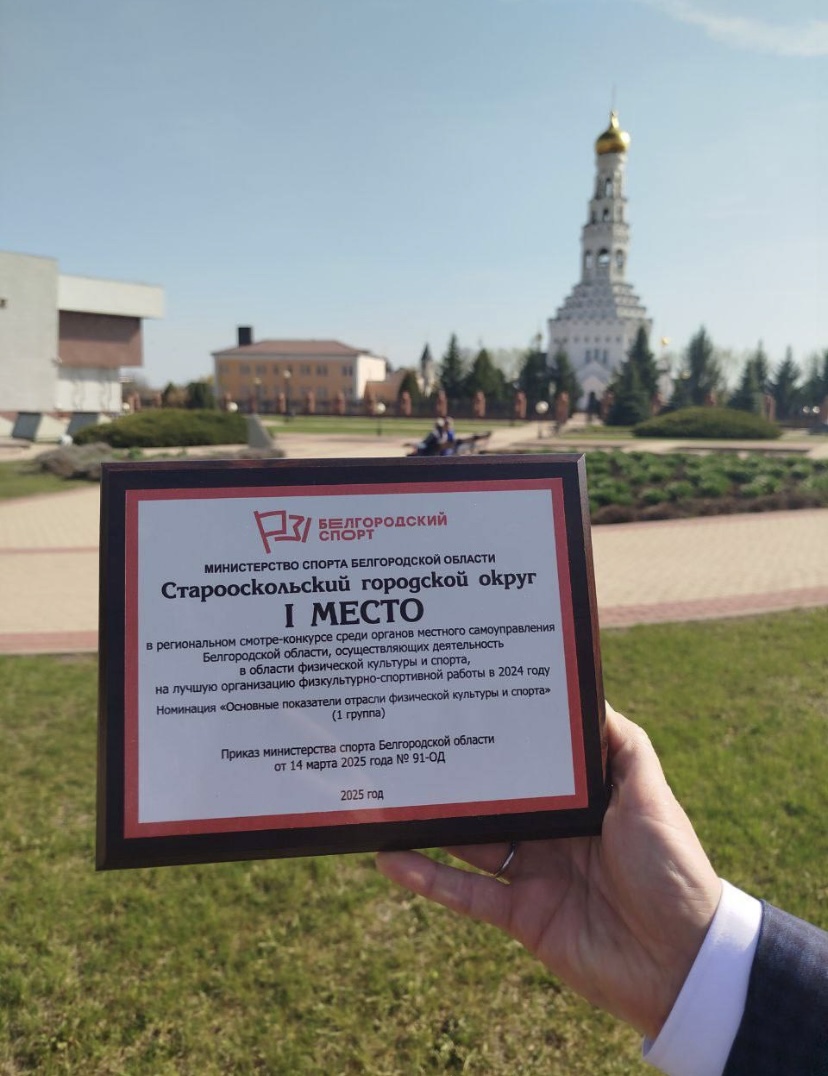 БЕЛГОРОДСКИЙ
СПОРТ
МИНИСТЕРСТВО СПОРТА БЕЛГОРОДСКОЙ ОБЛАСТИ
Старооскольский городской округ
I МЕСТО
в региональном смотре-конкурсе среди органов местного самоуправления
Белгородской области, осуществляющих деятельность
в области физической культуры и спорта,
на лучшую организацию физкультурно-спортивной работы в 2024 году
Номинация «Основные показатели отрасли физической культуры и спорта»
(1 группа)
Приказ министерства спорта Белгородской области
от 14 марта 2025 года № 91-ОД
2025 год